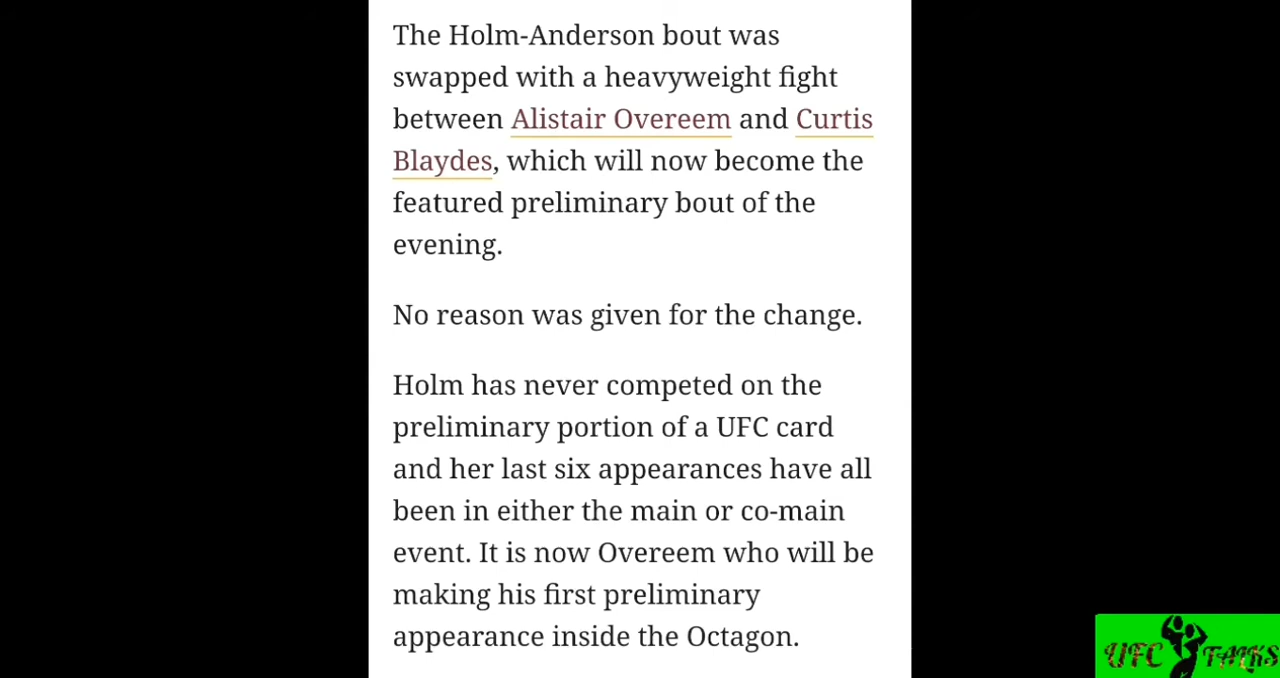 The Holm-Anderson bout was
swapped with a heavyweight fight
between Alistair Overeem and Curtis
Blaydes, which will now become the
featured preliminary bout of the
evening.
No reason was given for the change.
Holm has never competed on the
preliminary portion of a UFC card
and her last six appearances have all
been in either the main or co-main
event. It is now Overeem who will be
making his first preliminary
appearance inside the Octagon.
UFC TALKS